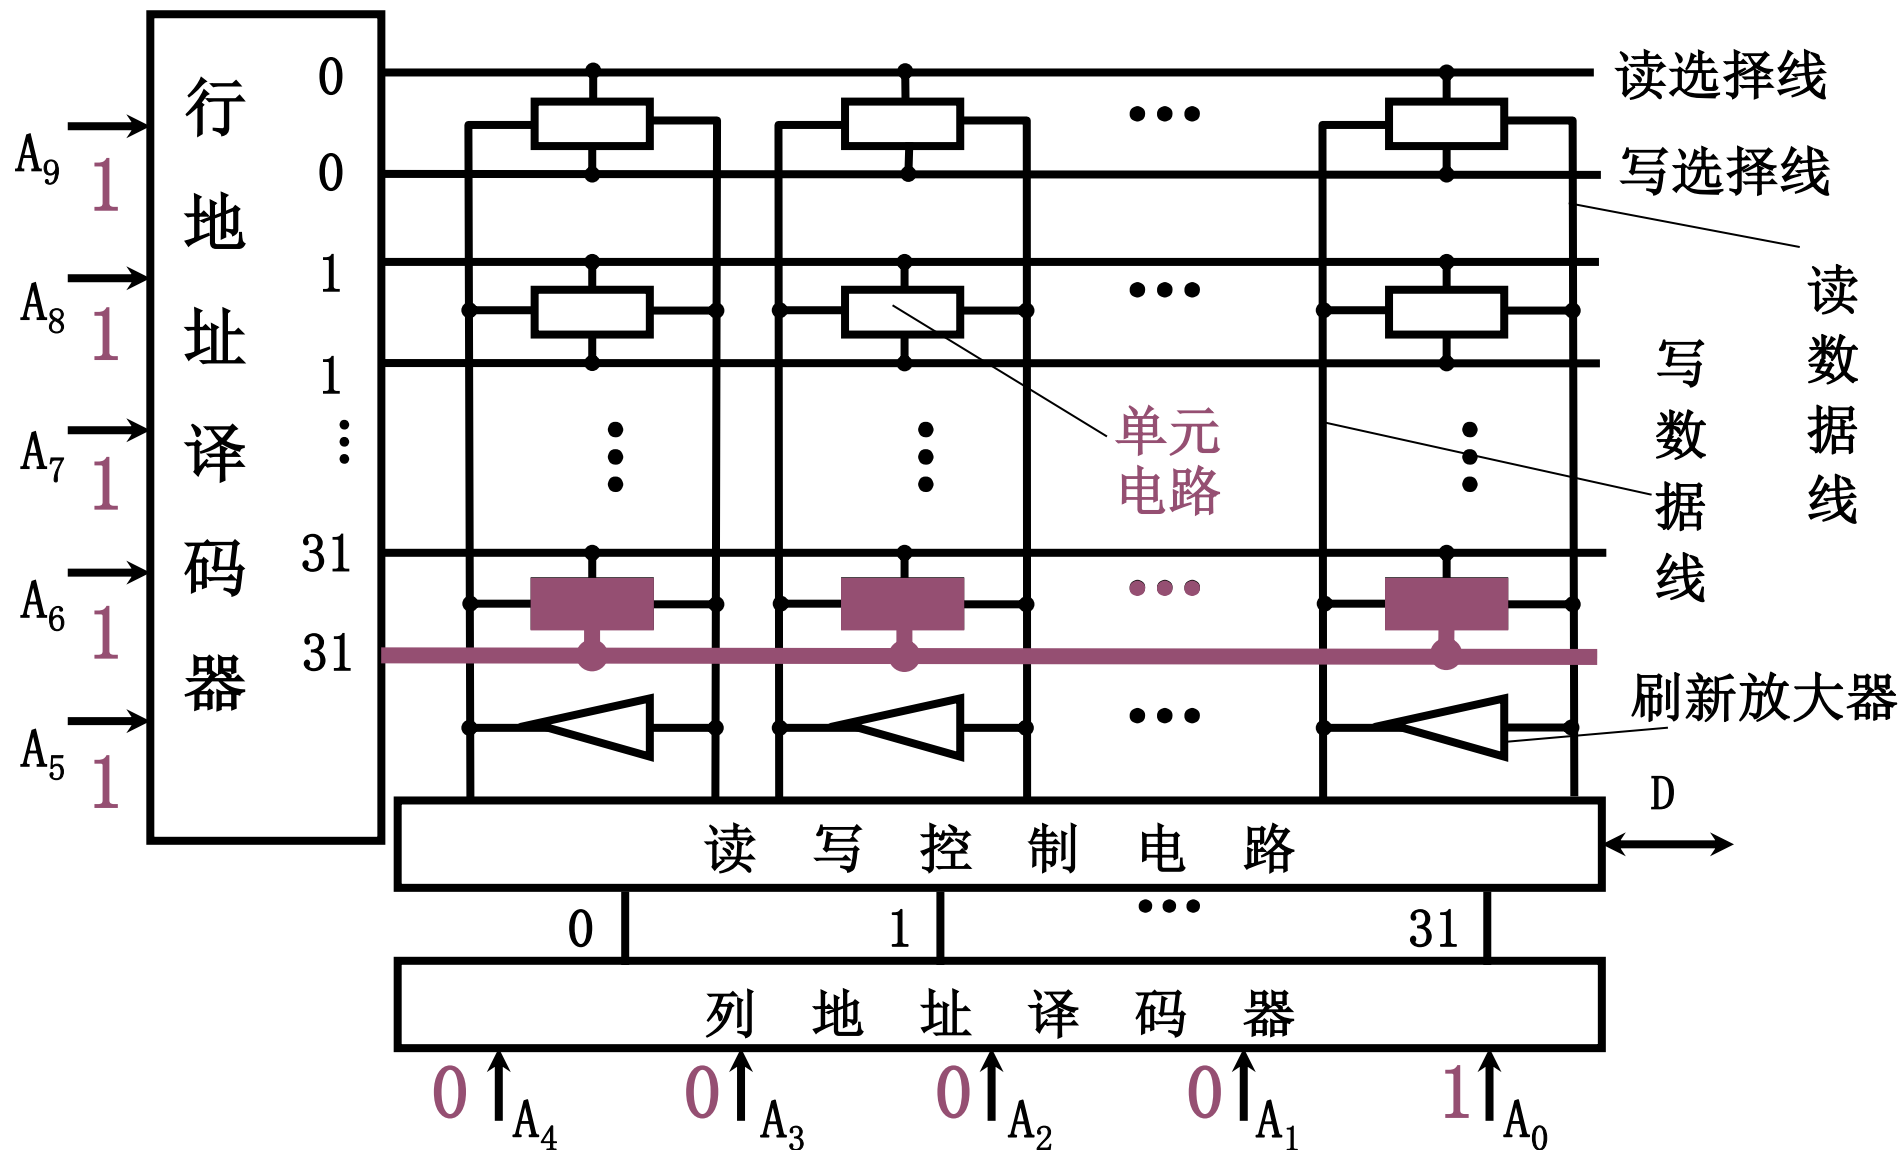 行地址译码器
A9
1
A8
1
A7
1
A6
1
A5
1
0
0
1
1
⋮
31
31
读选择线
写选择线
读数据线
写数据线
单元
电路
刷新放大器
D
读写控制电路
0 1 31
列地址译码器
0 0 0 0 1
A4 A3 A2 A1 A0